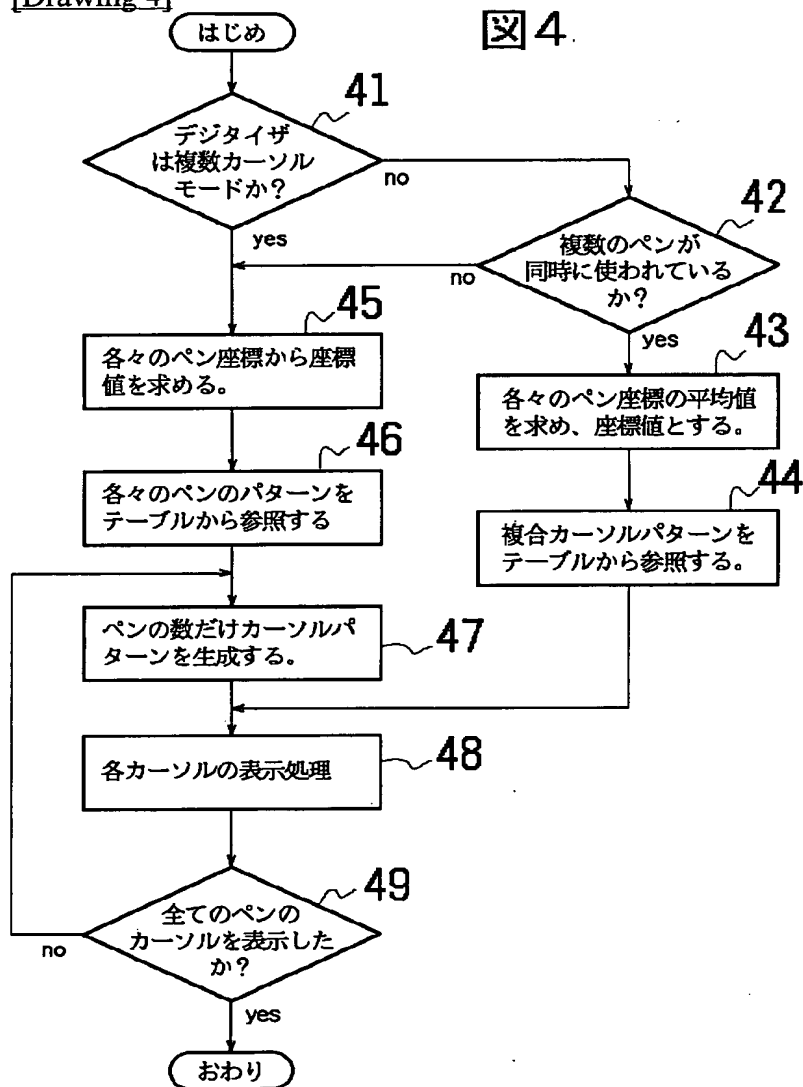 [Drawing 4]
図4
はじめ
41
デジタイザ
は複数カーソル
モードか？
no
yes
42
複数のペンが
同時に使われている
か？
no
yes
45
各々のペン座標から座標
値を求める。
43
各々のペン座標の平均値
を求め、座標値とする。
46
各々のペンのパターンを
テーブルから参照する
44
複合カーソルパターンを
テーブルから参照する。
ペンの数だけカーソルパ
ターンを生成する。
47
各カーソルの表示処理
48
49
全てのペンの
カーソルを表示した
か？
no
yes
おわり